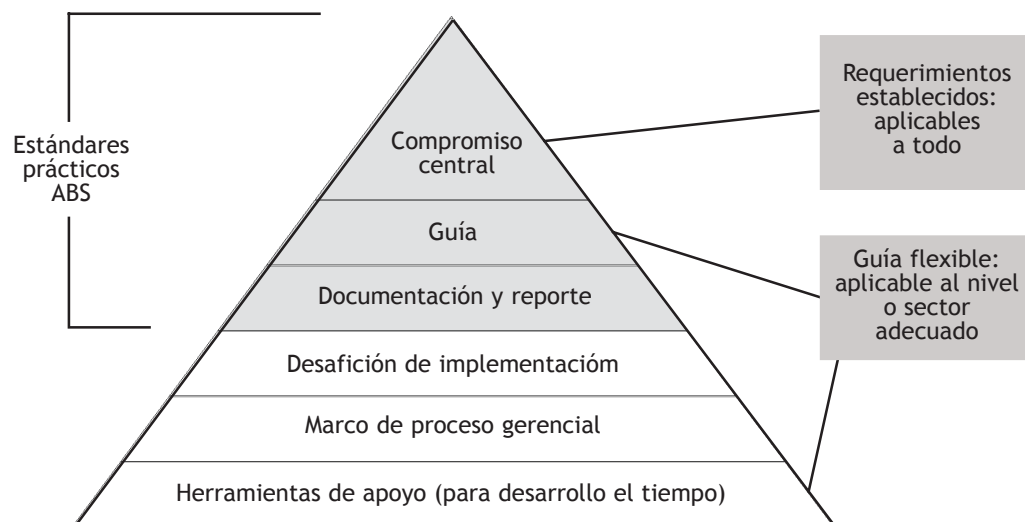 Estándares
prácticos
ABS
Compromiso
central
Guía
Documentación y reporte
Desafición de implementacióm
Marco de proceso gerencial
Herramientas de apoyo (para desarrollo el tiempo)
Requerimientos
establecidos:
aplicables
a todo
Guía flexible:
aplicable al nivel
o sector
adecuado